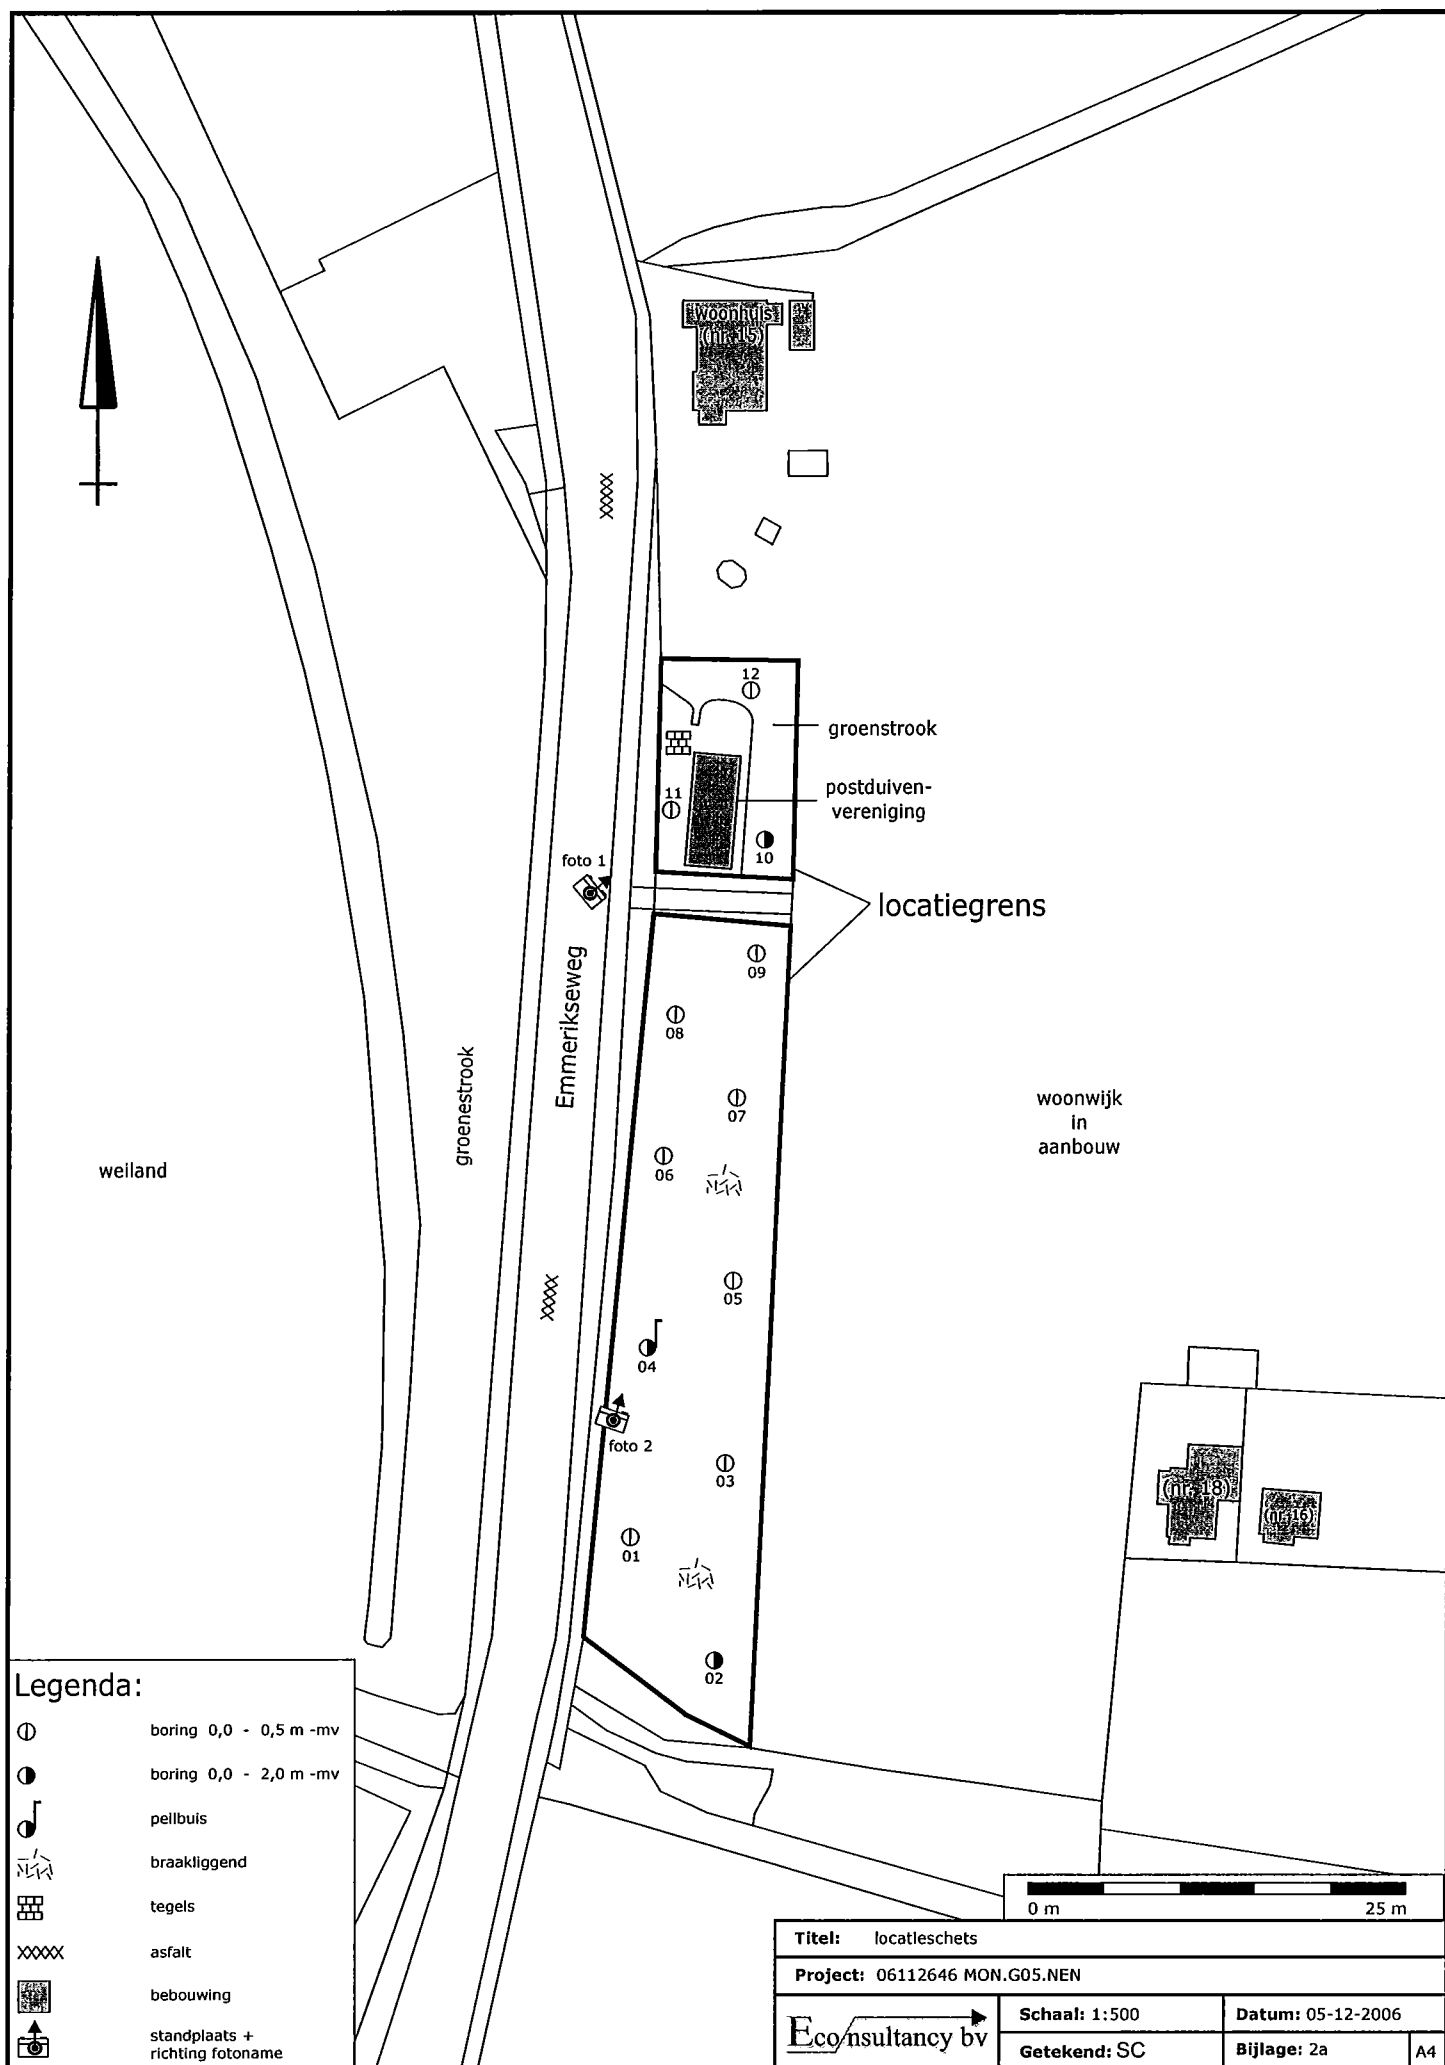 woonhuis
(nr. 15)
12
groenstrook
postduiven-
vereniging
11
10
foto 1
locatiegrens
09
Emmerikseweg
08
groenestrook
07
woonwijk
in
aanbouw
06
weiland
05
04
foto 2
03
(nr. 18)
(nr. 16)
01
02
Legenda:
boring 0,0 - 0,5 m -mv
boring 0,0 - 2,0 m -mv
peilbuis
braakliggend
tegels
asfalt
bebouwing
standplaats +
richting fotoname
0 m 25 m
Titel: locatieschets
Project: 06112646 MON.G05.NEN
Econsultancy bv
Schaal: 1:500
Datum: 05-12-2006
Getekend: SC
Bijlage: 2a
A4